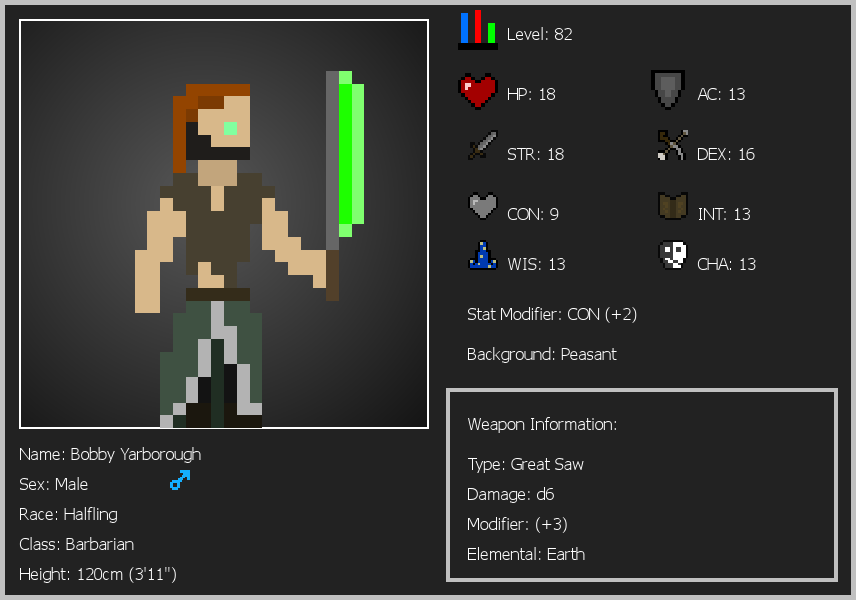 Level: 82
HP: 18
AC: 13
STR: 18
DEX: 16
CON: 9
INT: 13
WIS: 13
CHA: 13
Stat Modifier: CON (+2)
Background: Peasant
Weapon Information:
Type: Great Saw
Damage: d6
Modifier: (+3)
Elemental: Earth
Name: Bobby Yarborough
Sex: Male
Race: Halfling
Class: Barbarian
Height: 120cm (3'11")